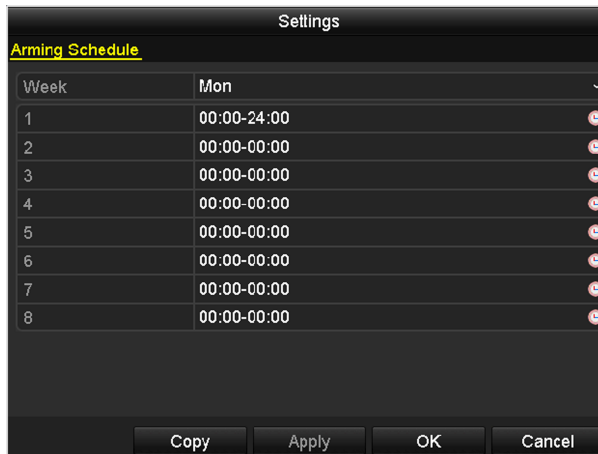 Settings
Arming Schedule
Week Mon
1 00:00-24:00
2 00:00-00:00
3 00:00-00:00
4 00:00-00:00
5 00:00-00:00
6 00:00-00:00
7 00:00-00:00
8 00:00-00:00
Copy Apply OK Cancel